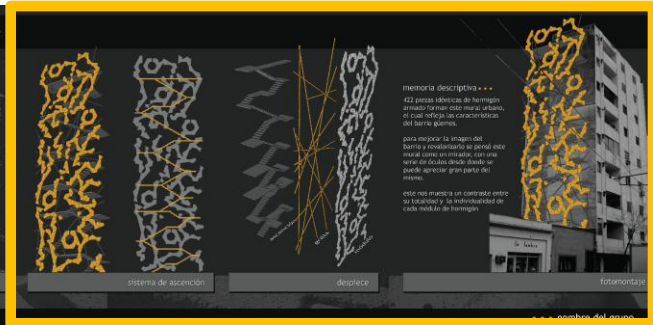 memoria descriptiva •••
422 piezas idénticas de hormigón
armado forman este mural urbano,
el cual refleja las características
del barrio güemes.
para mejorar la imagen del
barrio y revalorizarlo se pensó este
mural como un mirador, con una
serie de óculos desde donde se
puede apreciar gran parte del
mismo.
este nos muestra un contraste entre
su totalidad y la individualidad de
cada módulo de hormigón
sistema de ascención
despiece
fotomontaje
••• nombre del grupo